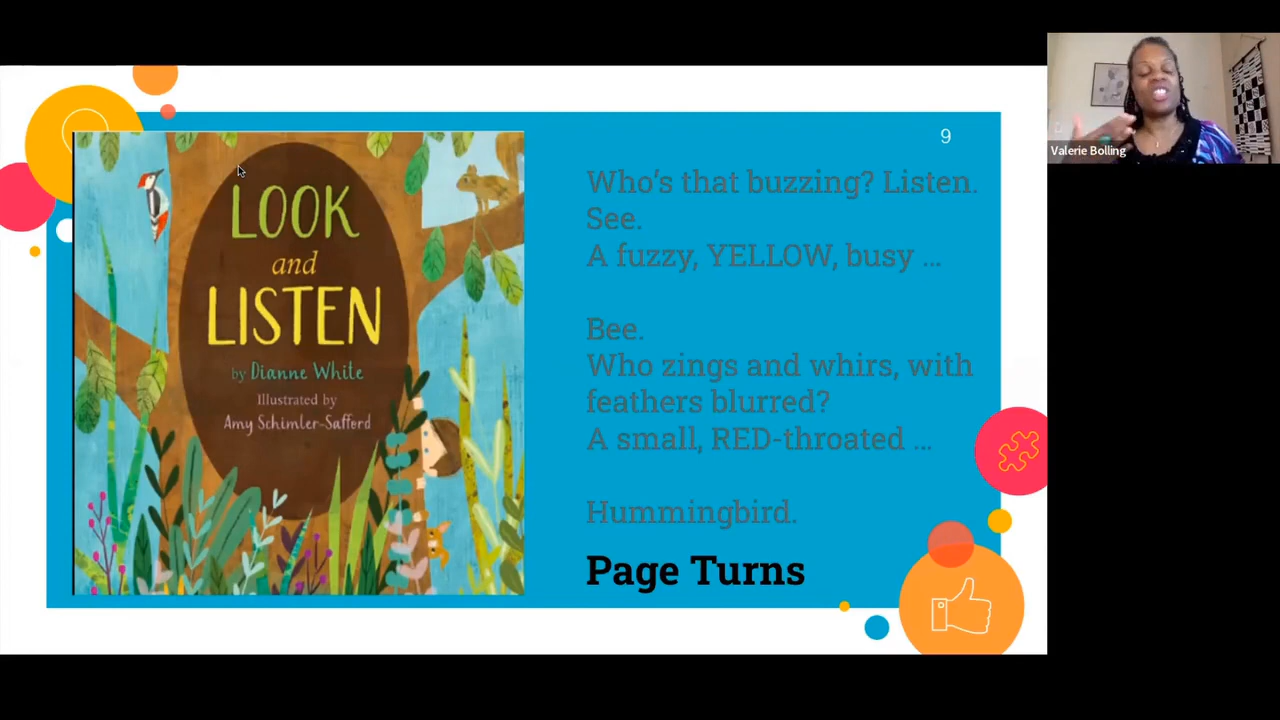 9
LOOK
and
LISTEN
by Dianne White
Illustrated by
Amy Schimler-Safford
Who's that buzzing? Listen.
See.
A fuzzy, YELLOW, busy ...
Bee.
Who zings and whirs, with
feathers blurred?
A small, RED-throated ...
Hummingbird.
Page Turns
Valerie Bolling